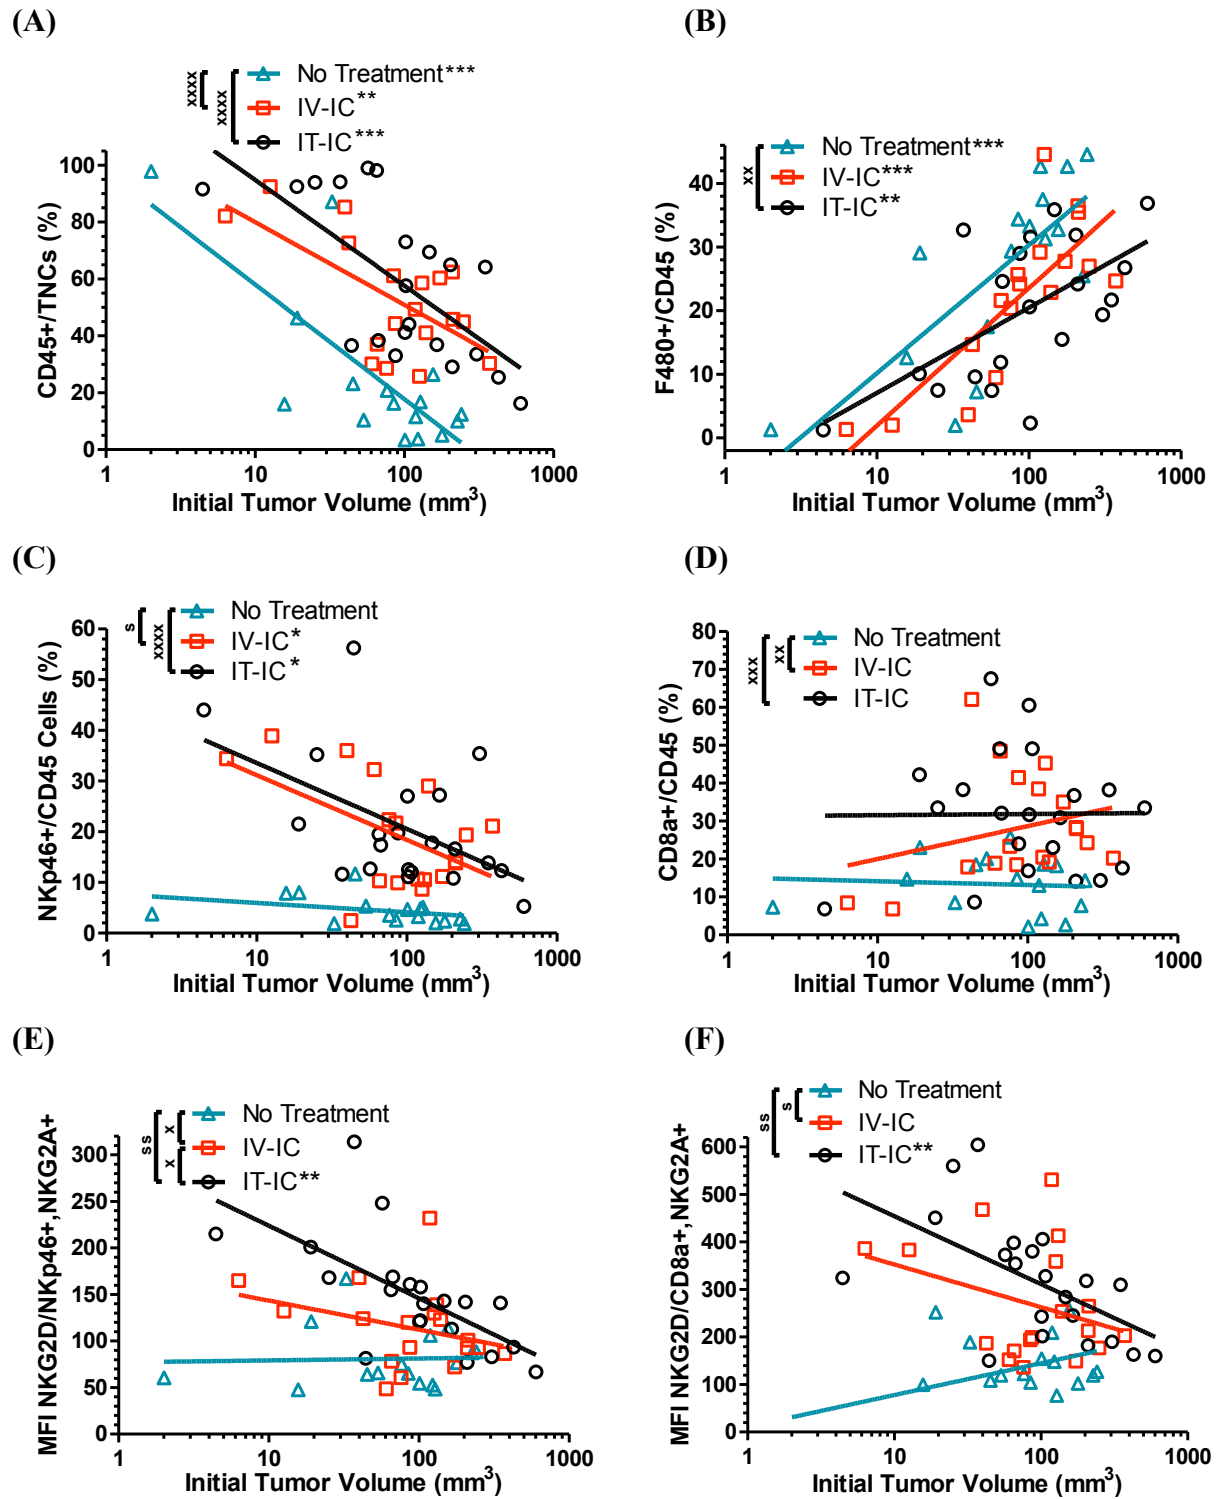 (A)
No Treatment***
IV-IC**
IT-IC***
xxxx
xxxx
CD45+/TNCs (%)
100
80
60
40
20
0
1 10 100 1000
Initial Tumor Volume (mm³)
(B)
No Treatment***
IV-IC***
IT-IC**
xx
F480+/CD45 (%)
40
30
20
10
0
1 10 100 1000
Initial Tumor Volume (mm³)
(C)
No Treatment
IV-IC*
IT-IC*
s
xxxx
NKp46+/CD45 Cells (%)
60
50
40
30
20
10
0
1 10 100 1000
Initial Tumor Volume (mm³)
(D)
No Treatment
IV-IC
IT-IC
xxx
xx
CD8a+/CD45 (%)
80
70
60
50
40
30
20
10
0
1 10 100 1000
Initial Tumor Volume (mm³)
(E)
No Treatment
IV-IC
IT-IC**
ss
x
x
MFI NKG2D/NKp46+,NKG2A+
300
250
200
150
100
50
0
1 10 100 1000
Initial Tumor Volume (mm³)
(F)
No Treatment
IV-IC
IT-IC**
ss
s
MFI NKG2D/CD8a+,NKG2A+
600
500
400
300
200
100
0
1 10 100 1000
Initial Tumor Volume (mm³)